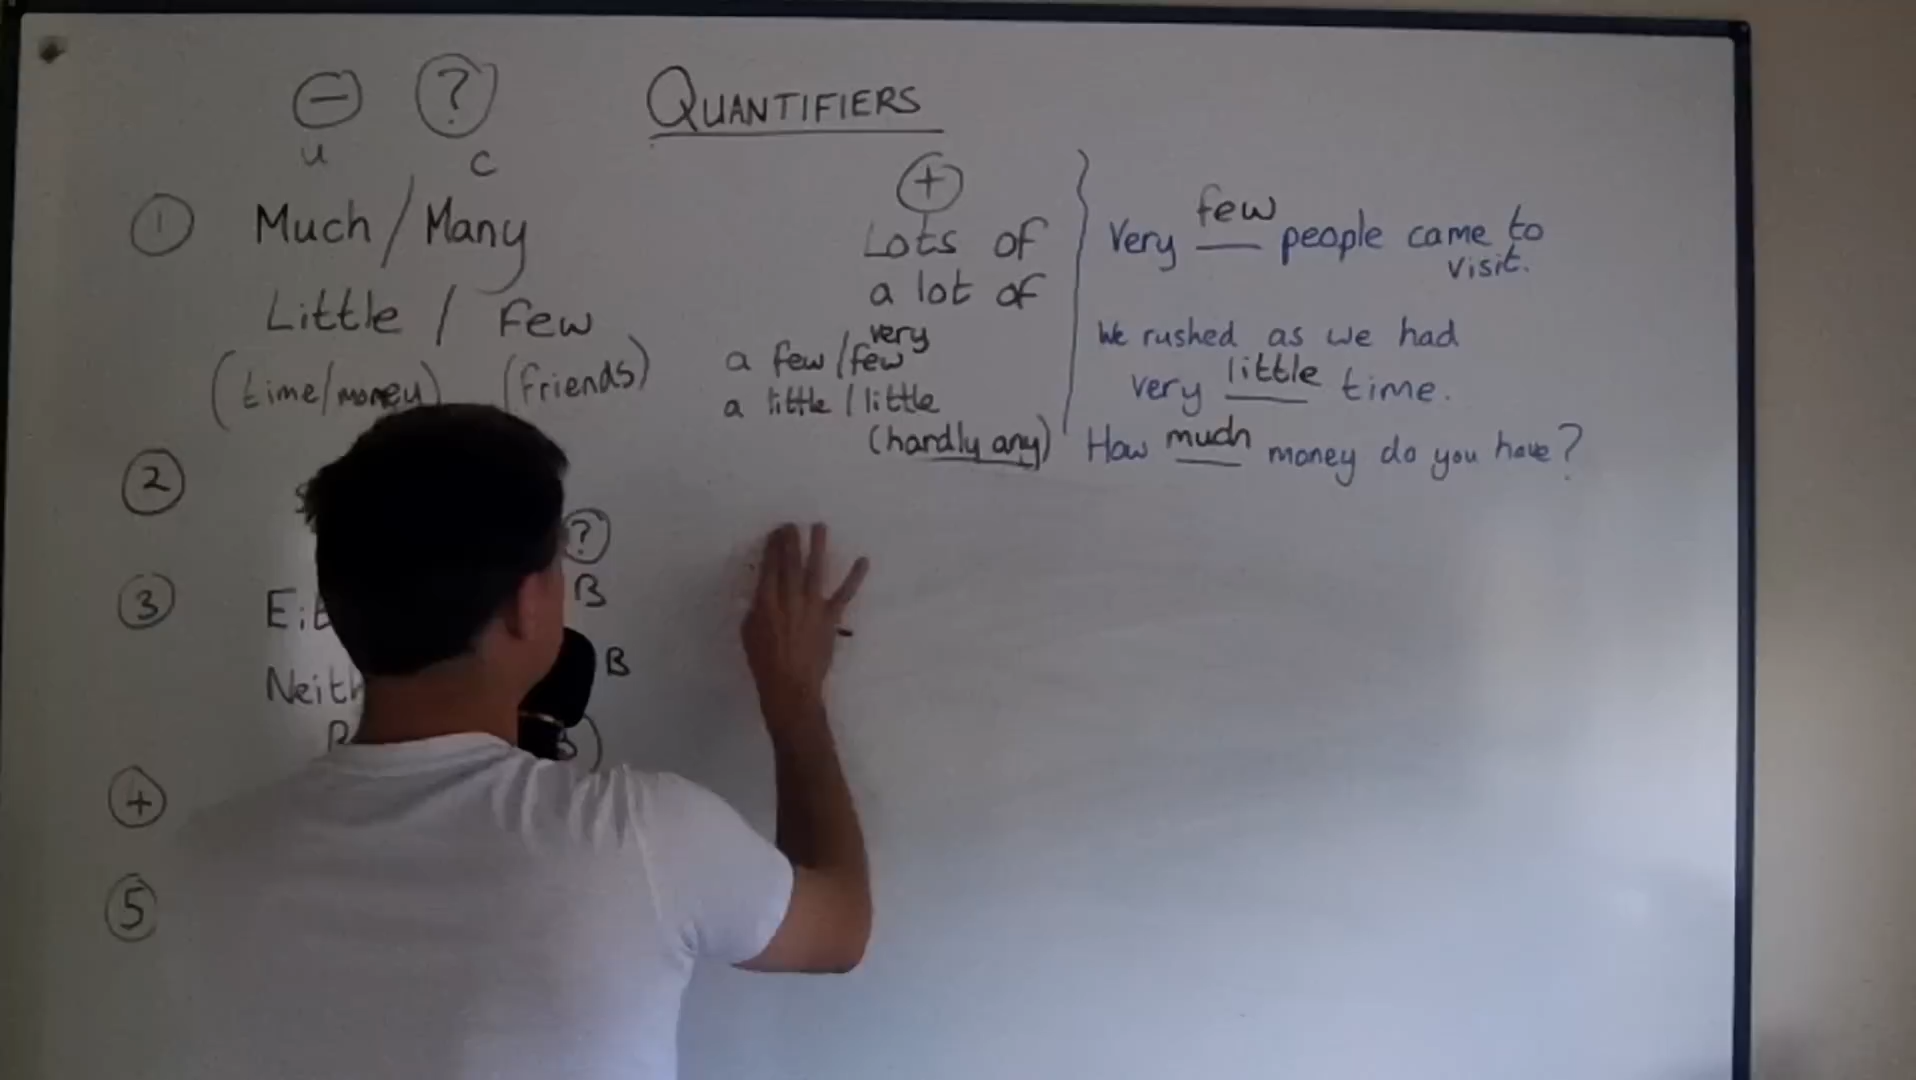 − ? QUANTIFIERS
u c
+
1 Much / Many
Lots of
a lot of
Little / Few
very
a few / few
(time/money) (friends)
a little / little
(hardly any)
Very few people came to
visit.
We rushed as we had
very little time.
How much money do you have?
2
?
3
B
B
B)
4
5